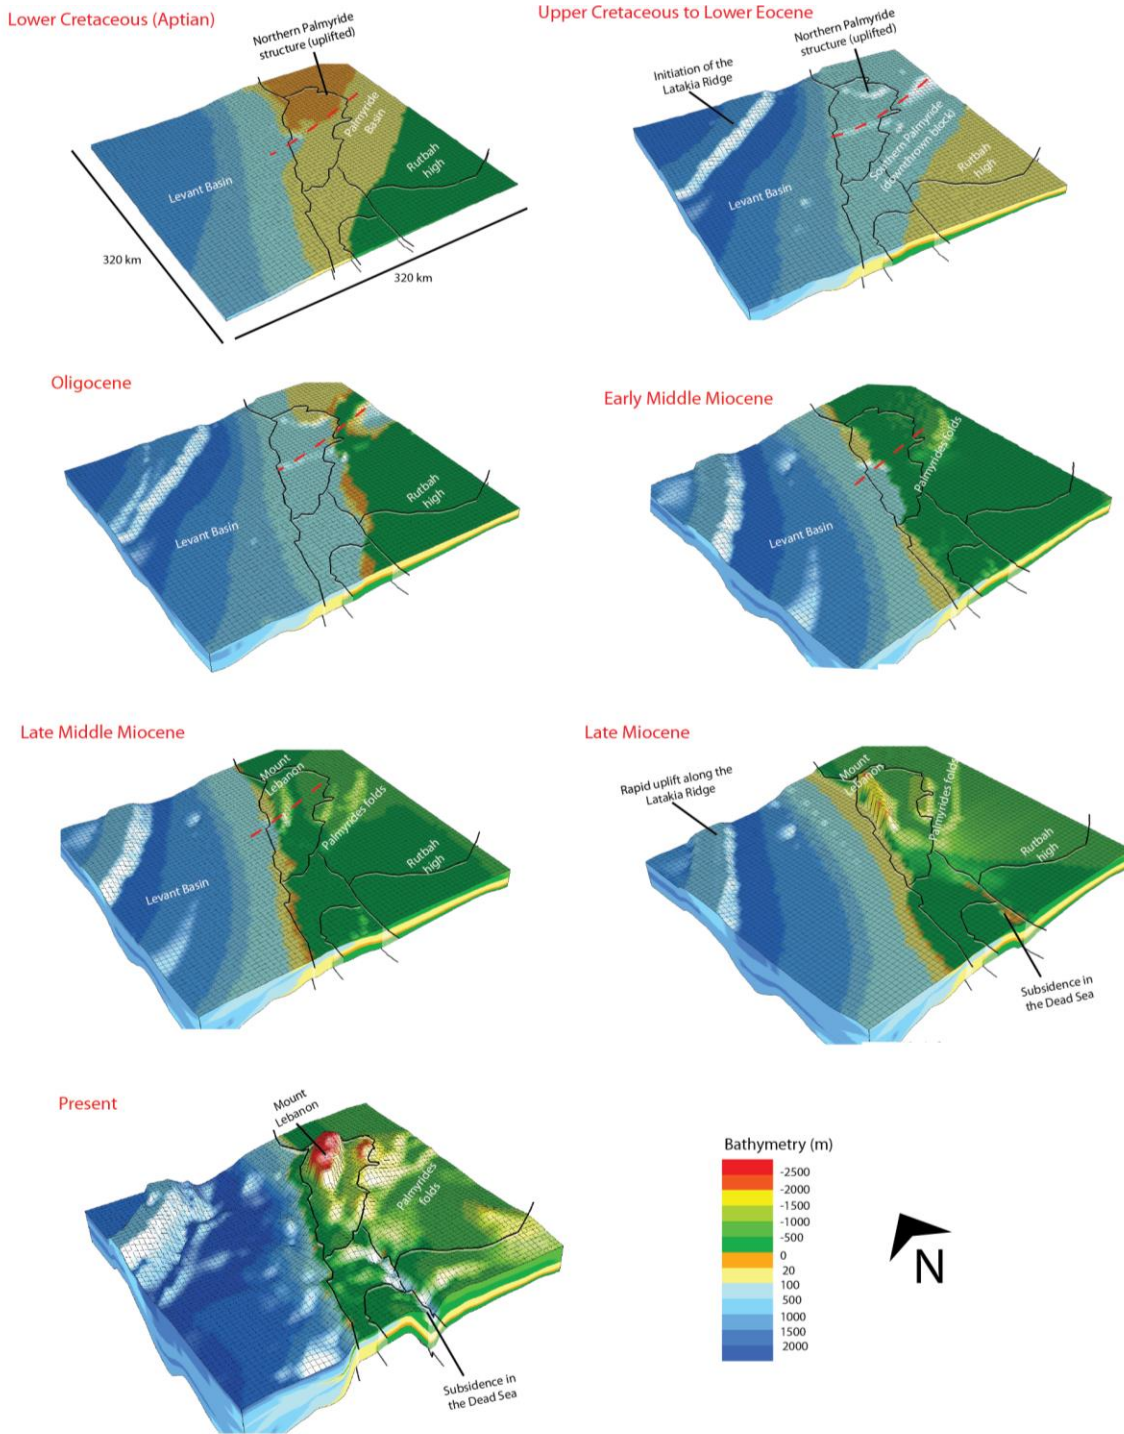 Lower Cretaceous (Aptian)
Northern Palmyride
structure (uplifted)
Palmyride
Basin
Levant Basin
Rutbah
high
320 km
320 km
Upper Cretaceous to Lower Eocene
Northern Palmyride
structure (uplifted)
Initiation of the
Latakia Ridge
Southern Palmyride
(downthrown block)
Levant Basin
Rutbah
high
Oligocene
Levant Basin
Rutbah
high
Early Middle Miocene
Palmyrides folds
Levant Basin
Late Middle Miocene
Mount
Lebanon
Palmyrides folds
Levant Basin
Rutbah
high
Late Miocene
Rapid uplift along the
Latakia Ridge
Mount
Lebanon
Palmyrides folds
Rutbah
high
Subsidence in
the Dead Sea
Present
Mount
Lebanon
Palmyrides
folds
Subsidence in
the Dead Sea
Bathymetry (m)
-2500
-2000
-1500
-1000
-500
0
20
100
500
1000
1500
2000
N